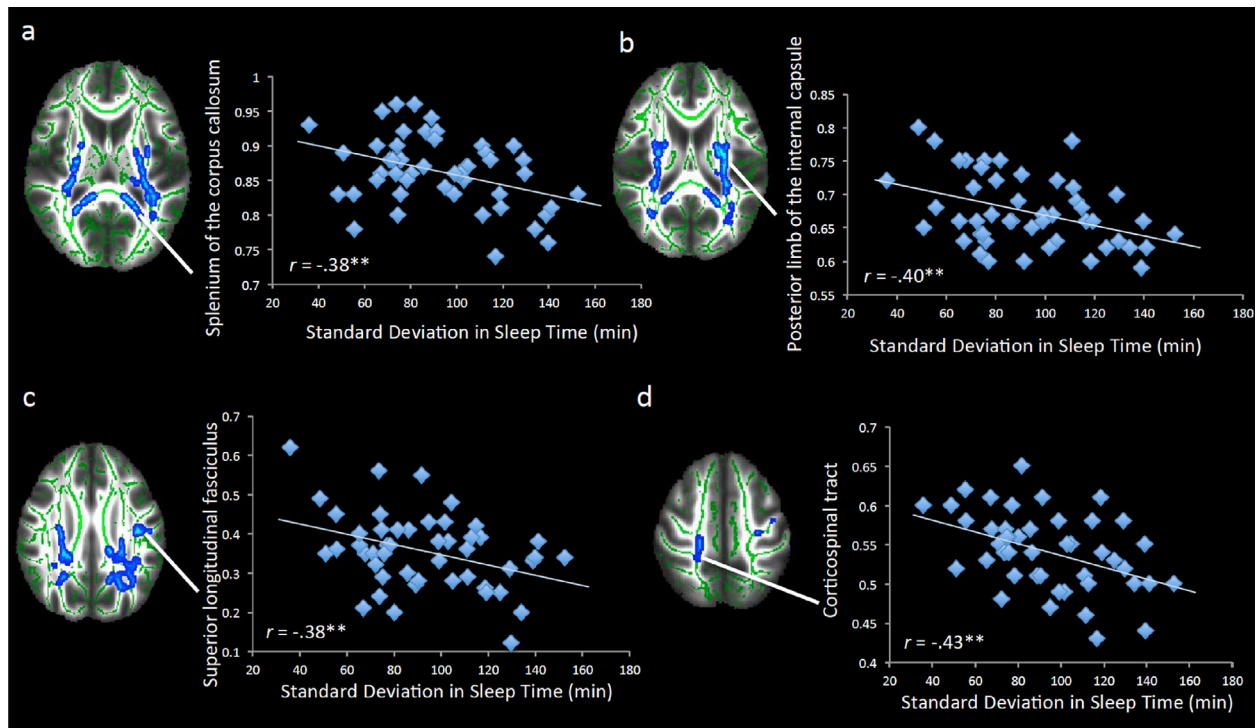 a
Splenium of the corpus callosum
1
0.95
0.9
0.85
0.8
0.75
0.7
r = -.38**
20 40 60 80 100 120 140 160 180
Standard Deviation in Sleep Time (min)
b
Posterior limb of the internal capsule
0.85
0.8
0.75
0.7
0.65
0.6
0.55
r = -.40**
20 40 60 80 100 120 140 160 180
Standard Deviation in Sleep Time (min)
c
Superior longitudinal fasciculus
0.7
0.6
0.5
0.4
0.3
0.2
0.1
r = -.38**
20 40 60 80 100 120 140 160 180
Standard Deviation in Sleep Time (min)
d
Corticospinal tract
0.7
0.65
0.6
0.55
0.5
0.45
0.4
r = -.43**
20 40 60 80 100 120 140 160 180
Standard Deviation in Sleep Time (min)